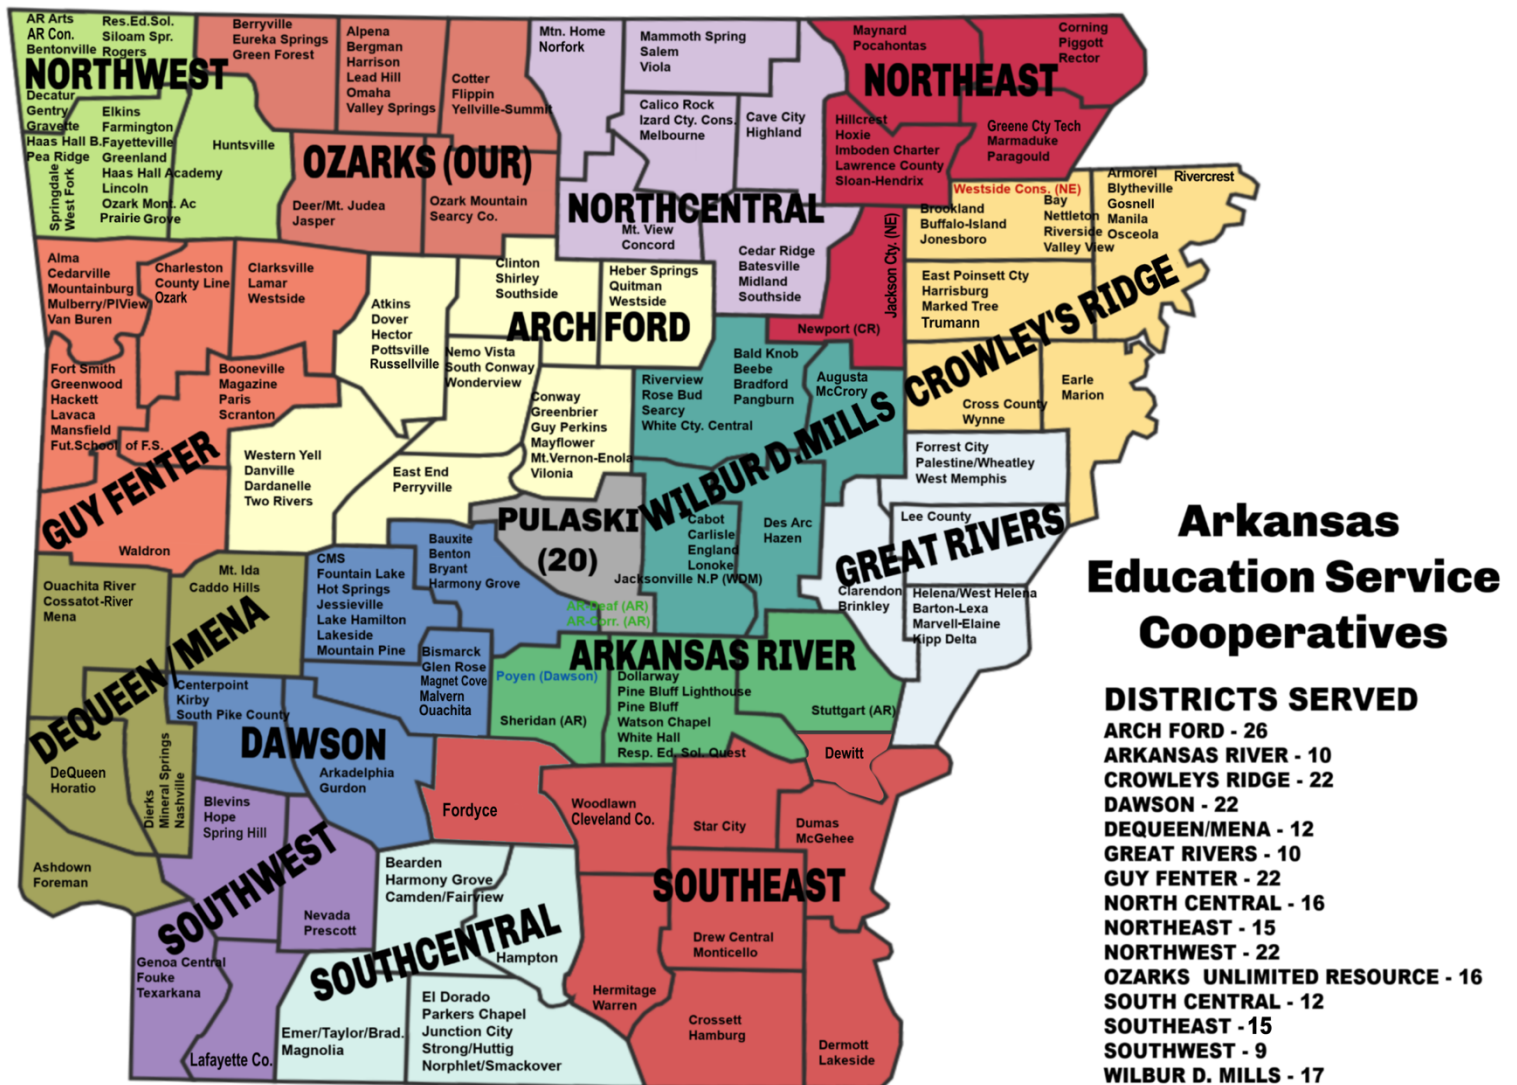 AR Arts
AR Con.
Bentonville
Res.Ed.Sol.
Siloam Spr.
Rogers
NORTHWEST
Decatur
Gentry
Gravette
Haas Hall B.
Pea Ridge
Springdale
West Fork
Elkins
Farmington
Fayetteville
Greenland
Haas Hall Academy
Lincoln
Ozark Mont. Ac
Prairie Grove
Huntsville
Berryville
Eureka Springs
Green Forest
Alpena
Bergman
Harrison
Lead Hill
Omaha
Valley Springs
Cotter
Flippin
Yellville-Summit
OZARKS (OUR)
Deer/Mt. Judea
Jasper
Ozark Mountain
Searcy Co.
Mtn. Home
Norfork
Mammoth Spring
Salem
Viola
Calico Rock
Izard Cty. Cons.
Melbourne
Cave City
Highland
NORTHCENTRAL
Mt. View
Concord
Cedar Ridge
Batesville
Midland
Southside
Maynard
Pocahontas
Corning
Piggott
Rector
NORTHEAST
Hillcrest
Hoxie
Imboden Charter
Lawrence County
Sloan-Hendrix
Greene Cty Tech
Marmaduke
Paragould
Jackson Cty. (NE)
Newport (CR)
Westside Cons. (NE)
Brookland
Buffalo-Island
Jonesboro
Bay
Nettleton
Riverside
Valley View
Armorel
Blytheville
Gosnell
Manila
Osceola
Rivercrest
East Poinsett Cty
Harrisburg
Marked Tree
Trumann
CROWLEY'S RIDGE
Cross County
Wynne
Earle
Marion
Alma
Cedarville
Mountainburg
Mulberry/PlView
Van Buren
Charleston
County Line
Ozark
Clarksville
Lamar
Westside
Fort Smith
Greenwood
Hackett
Lavaca
Mansfield
Fut.School of F.S.
Booneville
Magazine
Paris
Scranton
GUY FENTER
Waldron
Atkins
Dover
Hector
Pottsville
Russellville
Clinton
Shirley
Southside
Heber Springs
Quitman
Westside
ARCH FORD
Nemo Vista
South Conway
Wonderview
Conway
Greenbrier
Guy Perkins
Mayflower
Mt.Vernon-Enola
Vilonia
Western Yell
Danville
Dardanelle
Two Rivers
East End
Perryville
Riverview
Rose Bud
Searcy
White Cty. Central
Bald Knob
Beebe
Bradford
Pangburn
Augusta
McCrory
WILBUR D.MILLS
Cabot
Carlisle
England
Lonoke
Jacksonville N.P (WDM)
Des Arc
Hazen
PULASKI
(20)
AR-Deaf (AR)
AR-Corr. (AR)
Forrest City
Palestine/Wheatley
West Memphis
Lee County
GREAT RIVERS
Clarendon
Brinkley
Helena/West Helena
Barton-Lexa
Marvell-Elaine
Kipp Delta
Ouachita River
Cossatot-River
Mena
Mt. Ida
Caddo Hills
DEQUEEN / MENA
DeQueen
Horatio
Dierks
Mineral Springs
Nashville
Ashdown
Foreman
CMS
Fountain Lake
Hot Springs
Jessieville
Lake Hamilton
Lakeside
Mountain Pine
Bauxite
Benton
Bryant
Harmony Grove
Bismarck
Glen Rose
Magnet Cove
Malvern
Ouachita
Centerpoint
Kirby
South Pike County
DAWSON
Arkadelphia
Gurdon
ARKANSAS RIVER
Poyen (Dawson)
Sheridan (AR)
Dollarway
Pine Bluff Lighthouse
Pine Bluff
Watson Chapel
White Hall
Resp. Ed. Sol. Quest
Stuttgart (AR)
Blevins
Hope
Spring Hill
SOUTHWEST
Nevada
Prescott
Genoa Central
Fouke
Texarkana
Lafayette Co.
Bearden
Harmony Grove
Camden/Fairview
SOUTHCENTRAL
Hampton
Emer/Taylor/Brad.
Magnolia
El Dorado
Parkers Chapel
Junction City
Strong/Huttig
Norphlet/Smackover
Fordyce
Woodlawn
Cleveland Co.
Star City
Dewitt
Dumas
McGehee
SOUTHEAST
Drew Central
Monticello
Hermitage
Warren
Crossett
Hamburg
Dermott
Lakeside
Arkansas
Education Service
Cooperatives
DISTRICTS SERVED
ARCH FORD - 26
ARKANSAS RIVER - 10
CROWLEYS RIDGE - 22
DAWSON - 22
DEQUEEN/MENA - 12
GREAT RIVERS - 10
GUY FENTER - 22
NORTH CENTRAL - 16
NORTHEAST - 15
NORTHWEST - 22
OZARKS UNLIMITED RESOURCE - 16
SOUTH CENTRAL - 12
SOUTHEAST - 15
SOUTHWEST - 9
WILBUR D. MILLS - 17